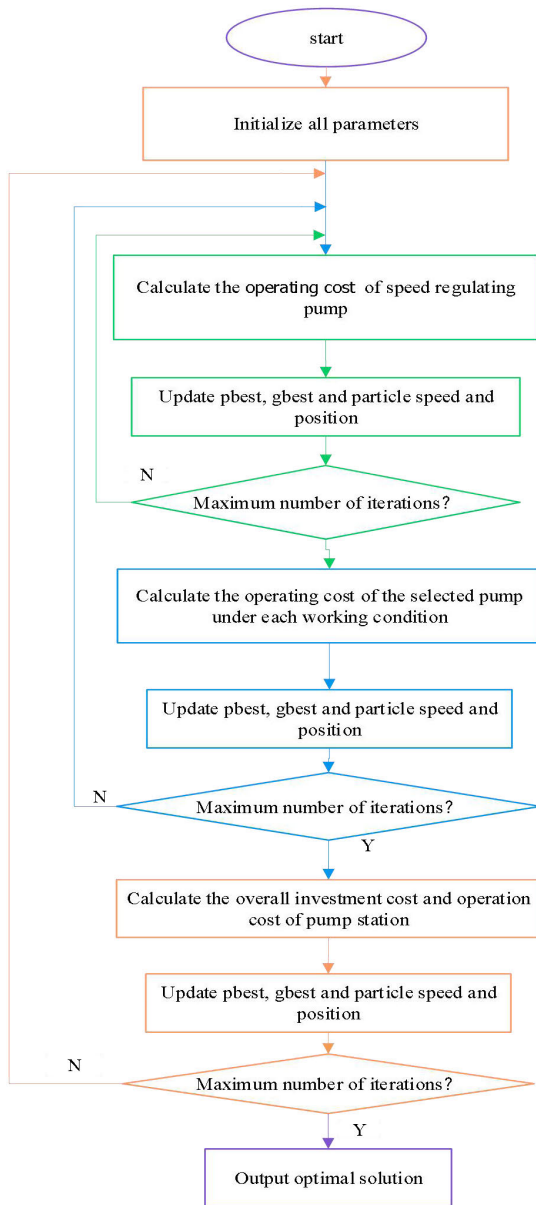 start
Initialize all parameters
Calculate the operating cost of speed regulating
pump
Update pbest, gbest and particle speed and
position
N
Maximum number of iterations?
Calculate the operating cost of the selected pump
under each working condition
Update pbest, gbest and particle speed and
position
N
Maximum number of iterations?
Y
Calculate the overall investment cost and operation
cost of pump station
Update pbest, gbest and particle speed and
position
N
Maximum number of iterations?
Y
Output optimal solution